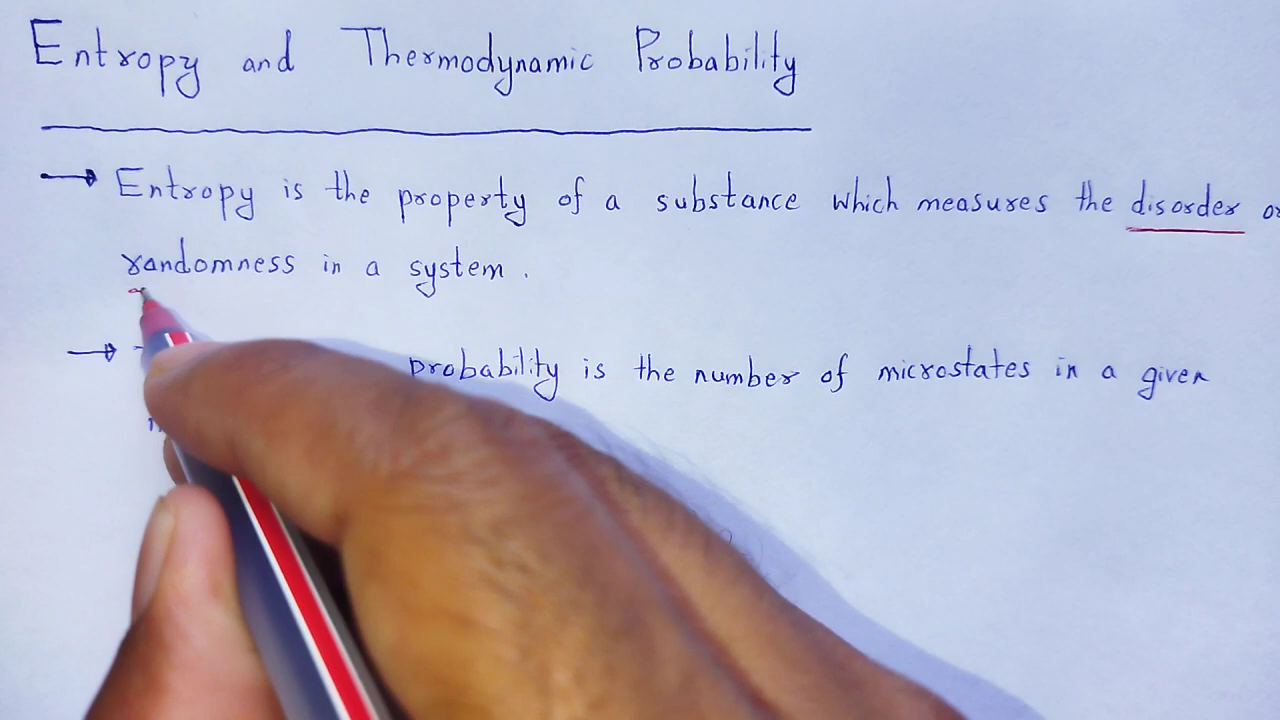 Entropy and Thermodynamic Probability
Entropy is the property of a substance which measures the disorder or
randomness in a system.
probability is the number of microstates in a given